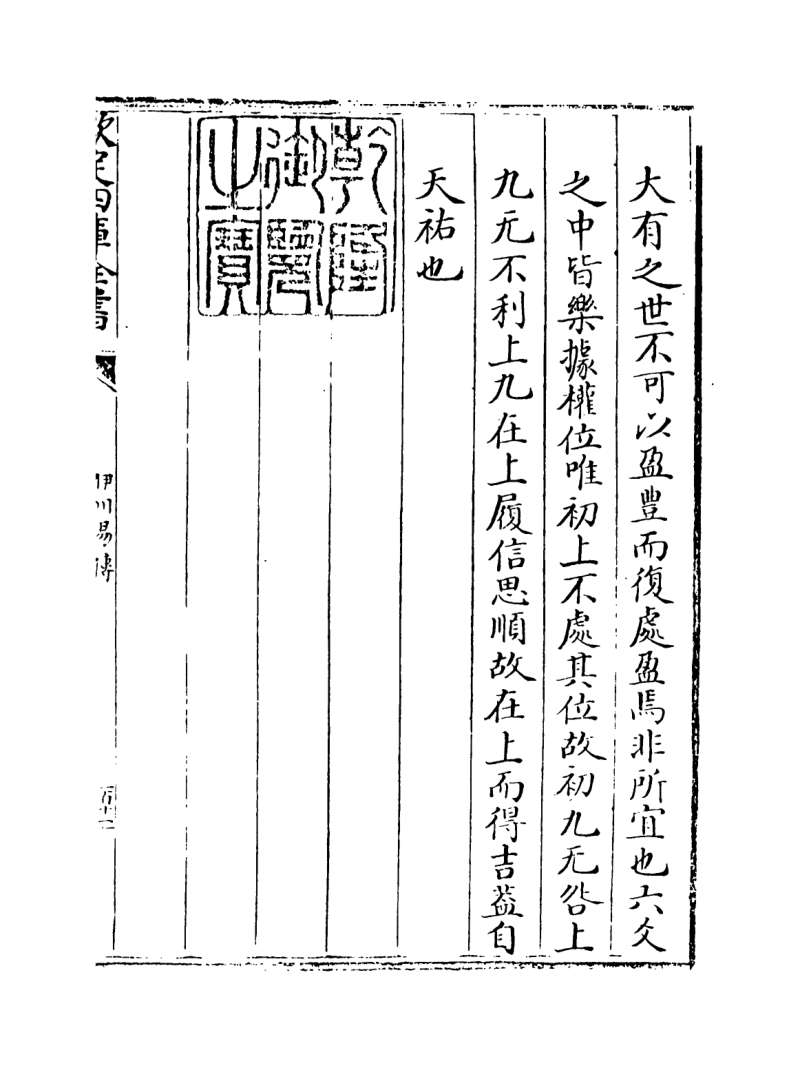 大有之世不可以盈豐而復處盈焉非所宜也六爻
之中皆樂據權位唯初上不處其位故初九无咎上
九无不利上九在上履信思順故在上而得吉葢自
天祐也
乾隆御覽之寶
欽定四庫全書
伊川易傳